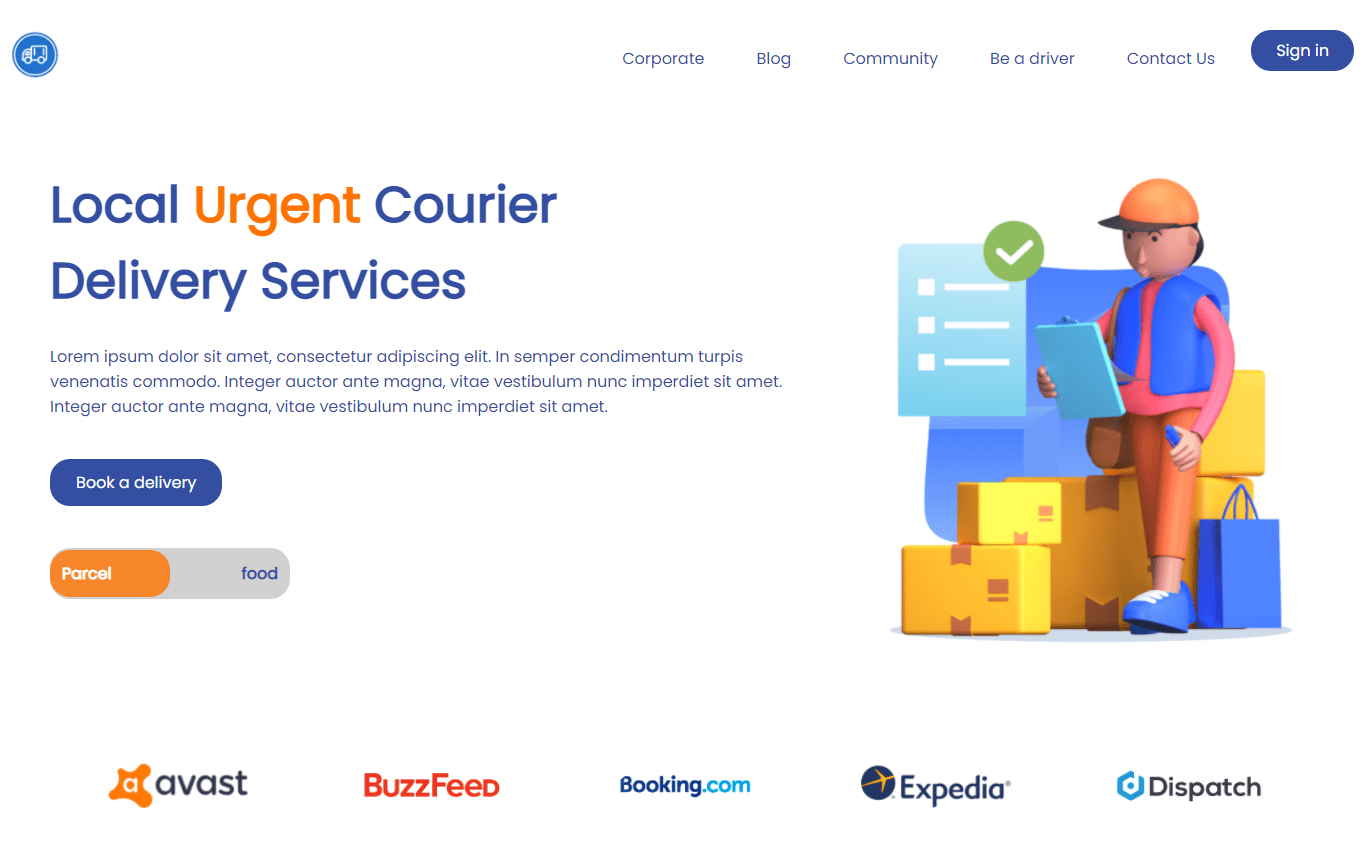 Corporate Blog Community Be a driver Contact Us Sign in
Local Urgent Courier
Delivery Services
Lorem ipsum dolor sit amet, consectetur adipiscing elit. In semper condimentum turpis
venenatis commodo. Integer auctor ante magna, vitae vestibulum nunc imperdiet sit amet.
Integer auctor ante magna, vitae vestibulum nunc imperdiet sit amet.
Book a delivery
Parcel food
a avast BuzzFeed Booking.com Expedia® Dispatch